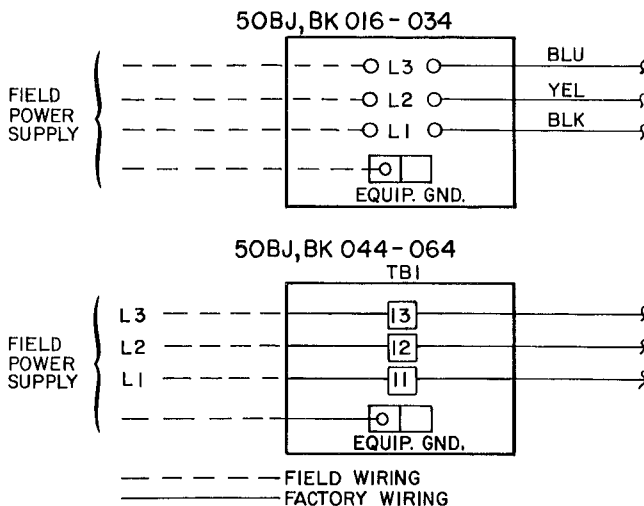 50BJ, BK 016-034
FIELD
POWER
SUPPLY
L3 BLU
L2 YEL
L1 BLK
EQUIP. GND.
50BJ, BK 044-064
TB1
FIELD
POWER
SUPPLY
L3 13
L2 12
L1 11
EQUIP. GND.
FIELD WIRING
FACTORY WIRING